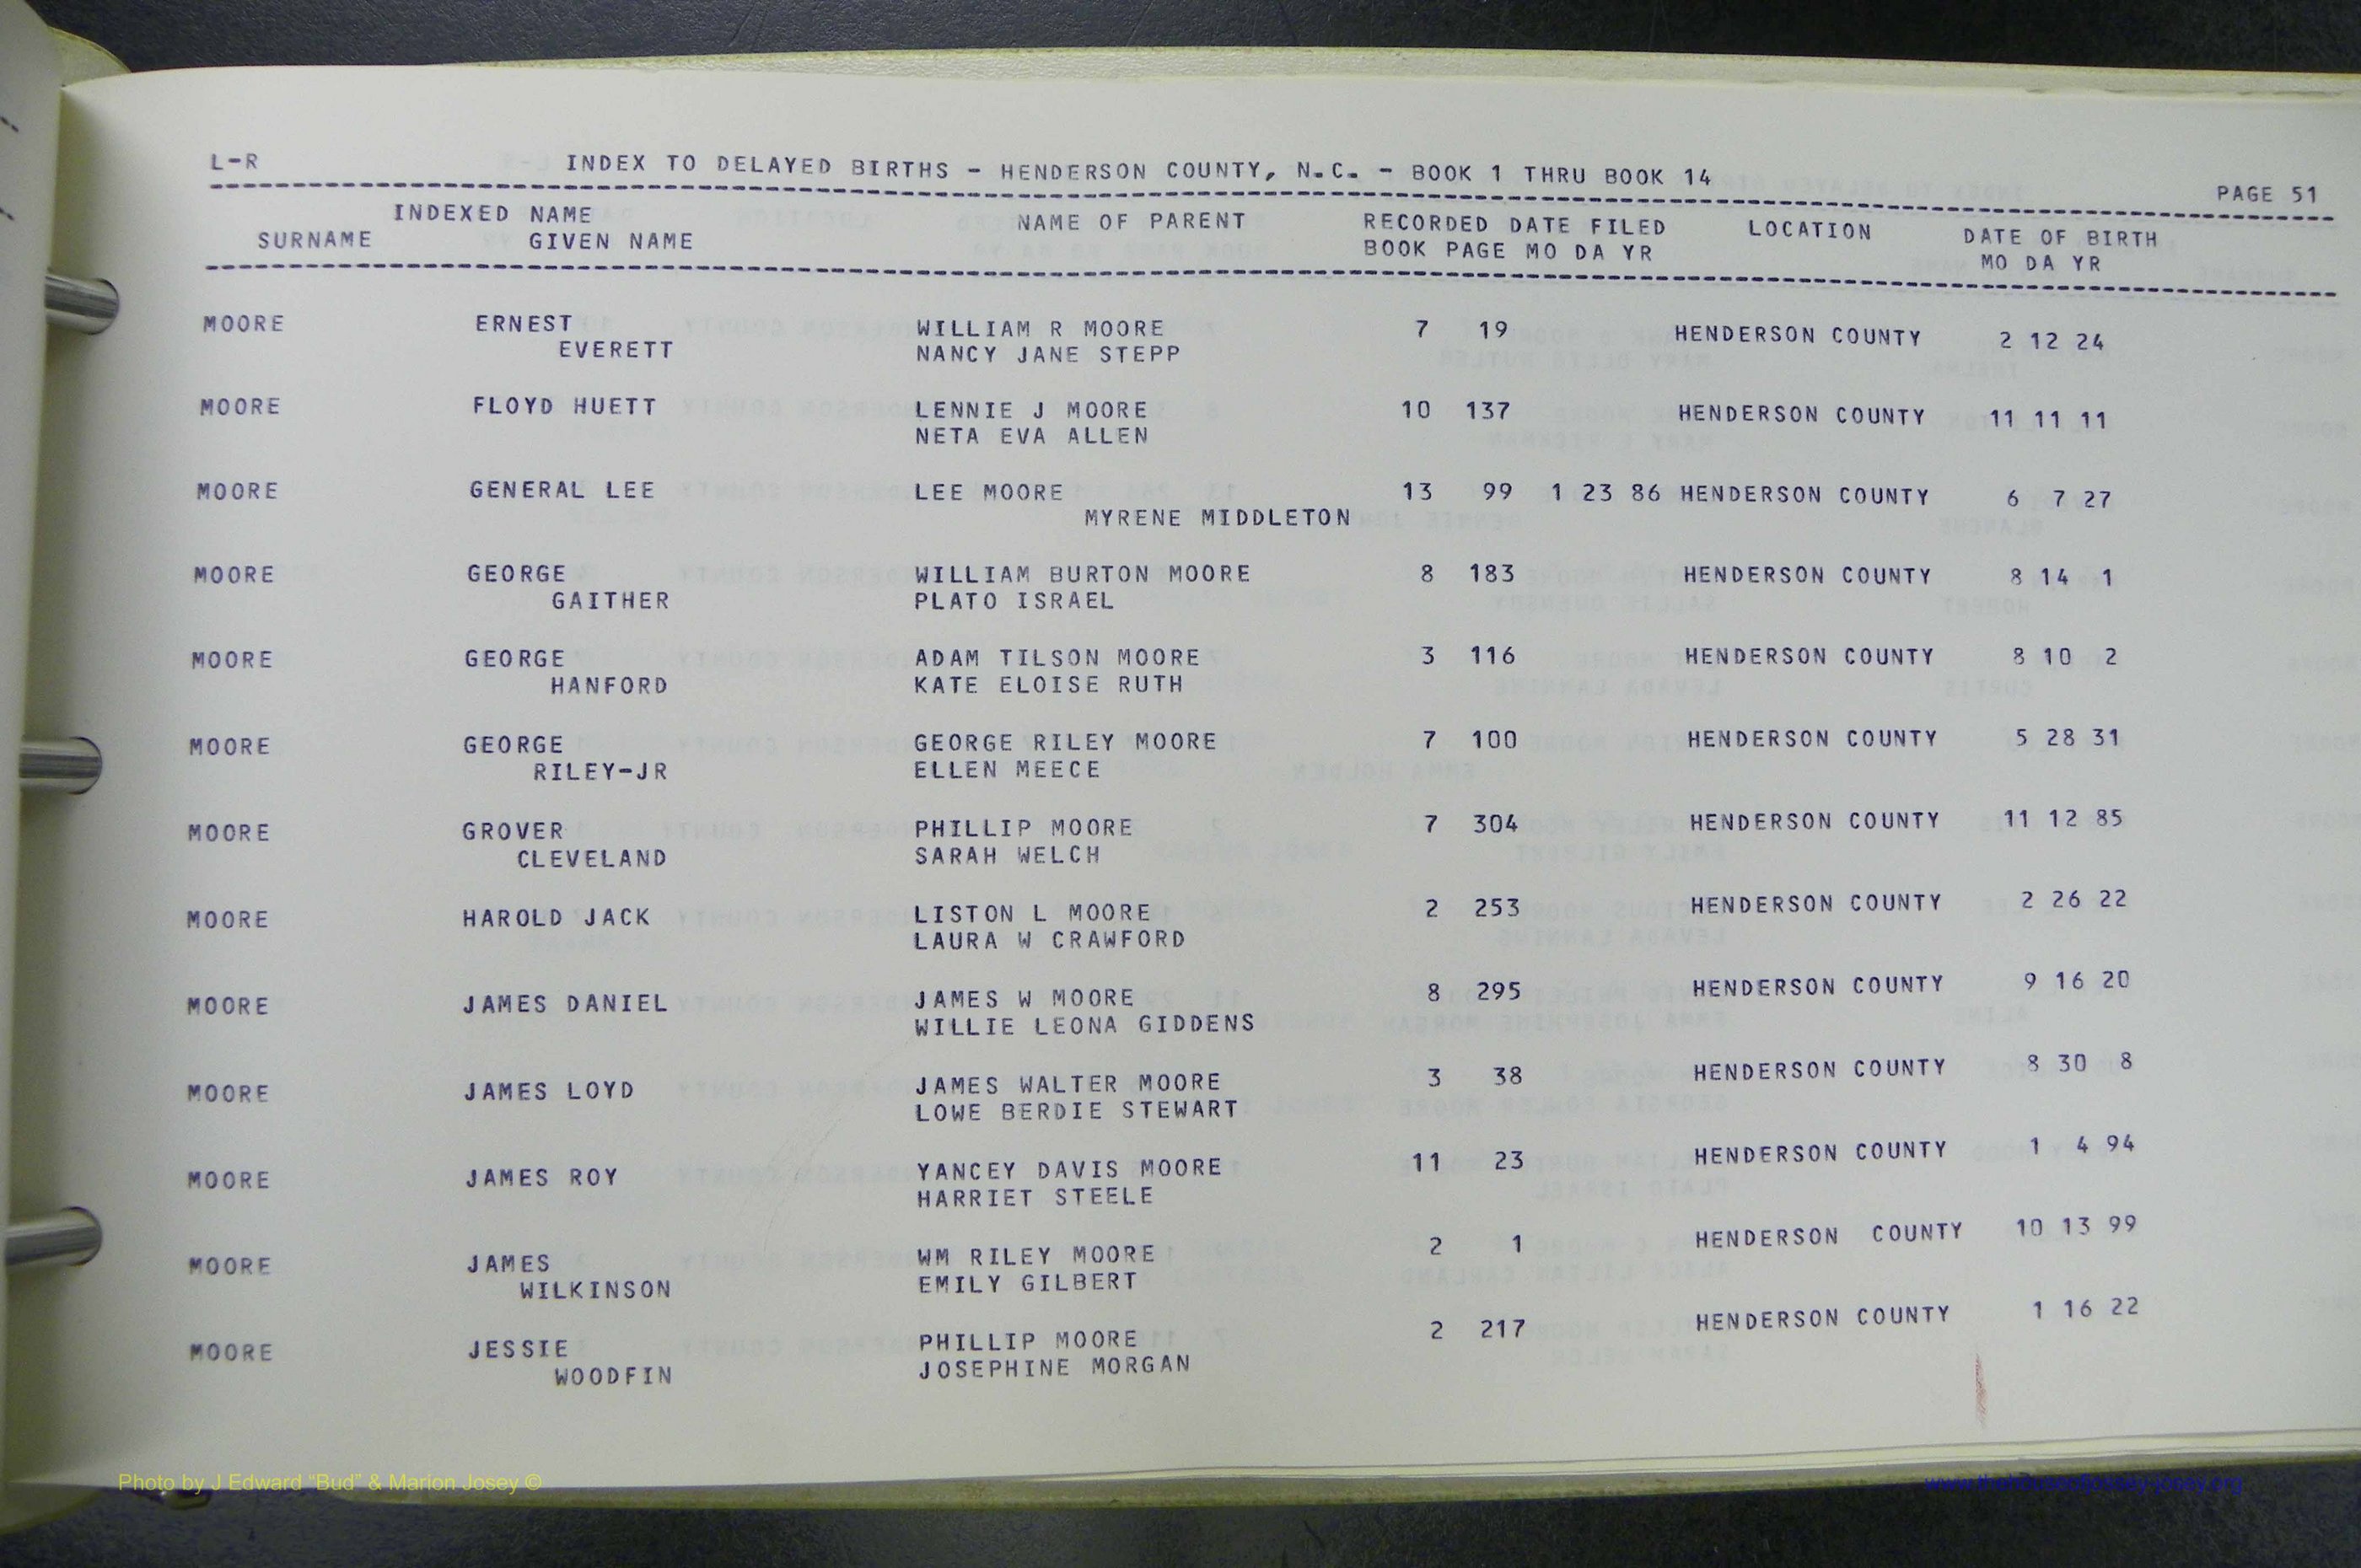 L-R INDEX TO DELAYED BIRTHS - HENDERSON COUNTY, N.C. - BOOK 1 THRU BOOK 14 PAGE 51
INDEXED NAME NAME OF PARENT RECORDED DATE FILED LOCATION DATE OF BIRTH
SURNAME GIVEN NAME BOOK PAGE MO DA YR MO DA YR
MOORE ERNEST WILLIAM R MOORE 7 19 HENDERSON COUNTY 2 12 24
EVERETT NANCY JANE STEPP
MOORE FLOYD HUETT LENNIE J MOORE 10 137 HENDERSON COUNTY 11 11 11
NETA EVA ALLEN
MOORE GENERAL LEE LEE MOORE 13 99 1 23 86 HENDERSON COUNTY 6 7 27
MYRENE MIDDLETON
MOORE GEORGE WILLIAM BURTON MOORE 8 183 HENDERSON COUNTY 8 14 1
GAITHER PLATO ISRAEL
MOORE GEORGE ADAM TILSON MOORE 3 116 HENDERSON COUNTY 8 10 2
HANFORD KATE ELOISE RUTH
MOORE GEORGE GEORGE RILEY MOORE 7 100 HENDERSON COUNTY 5 28 31
RILEY-JR ELLEN MEECE
MOORE GROVER PHILLIP MOORE 7 304 HENDERSON COUNTY 11 12 85
CLEVELAND SARAH WELCH
MOORE HAROLD JACK LISTON L MOORE 2 253 HENDERSON COUNTY 2 26 22
LAURA W CRAWFORD
MOORE JAMES DANIEL JAMES W MOORE 8 295 HENDERSON COUNTY 9 16 20
WILLIE LEONA GIDDENS
MOORE JAMES LOYD JAMES WALTER MOORE 3 38 HENDERSON COUNTY 8 30 8
LOWE BERDIE STEWART
MOORE JAMES ROY YANCEY DAVIS MOORE 11 23 HENDERSON COUNTY 1 4 94
HARRIET STEELE
MOORE JAMES WM RILEY MOORE 2 1 HENDERSON COUNTY 10 13 99
WILKINSON EMILY GILBERT
MOORE JESSIE PHILLIP MOORE 2 217 HENDERSON COUNTY 1 16 22
WOODFIN JOSEPHINE MORGAN
Photo by J Edward "Bud" & Marion Josey ©